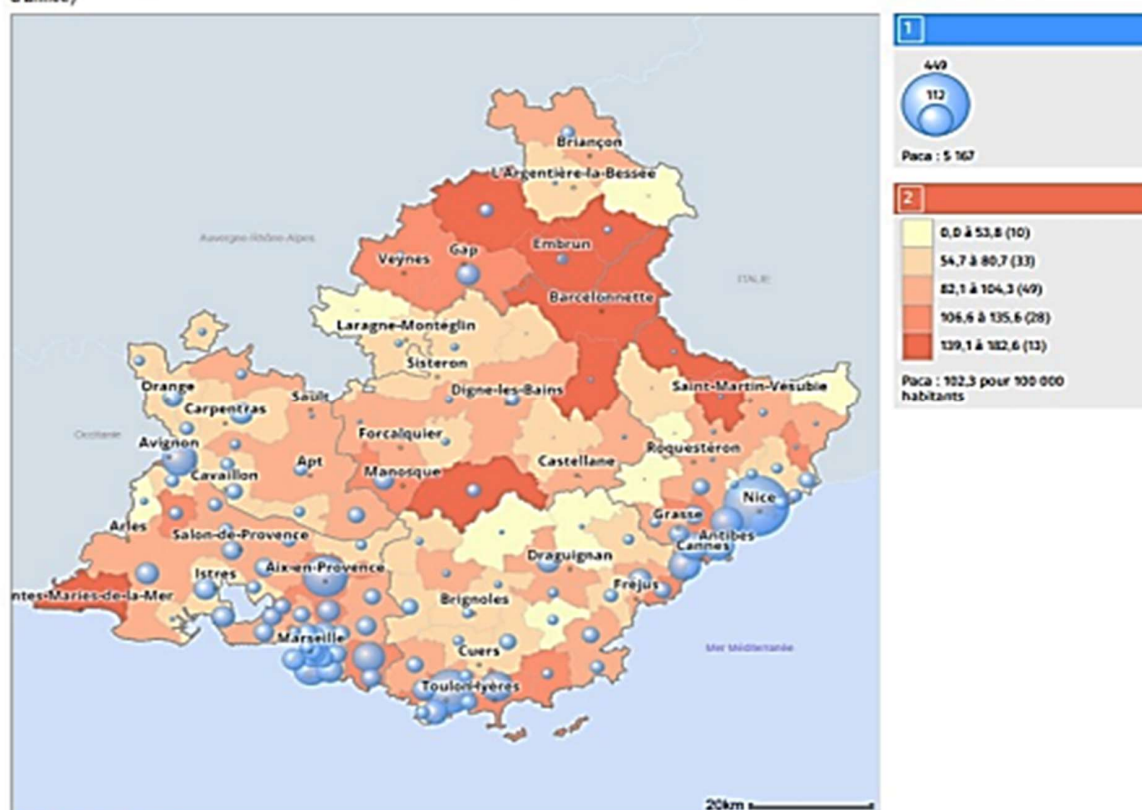 Briançon
L'Argentière-la-Bessée
Auvergne-Rhône-Alpes
Embrun
Gap
Veynes
ITALIE
Barcelonnette
Laragne-Montéglin
Sisteron
Orange
Digne-les-Bains
Saint-Martin-Vésubie
Sault
Carpentras
Forcalquier
Occitanie
Avignon
Roquestéron
Apt
Castellane
Manosque
Cavaillon
Nice
Arles
Grasse
Salon-de-Provence
Antibes
Cannes
Draguignan
Istres
Aix-en-Provence
Fréjus
ntes-Maries-de-la-Mer
Brignoles
Marseille
Cuers
Mer Méditerranée
Toulon
Hyères
20km
1
449
112
Paca : 5 167
2
0,0 à 53,8 (10)
54,7 à 80,7 (33)
82,1 à 104,3 (49)
106,6 à 135,6 (28)
139,1 à 182,6 (13)
Paca : 102,3 pour 100 000
habitants